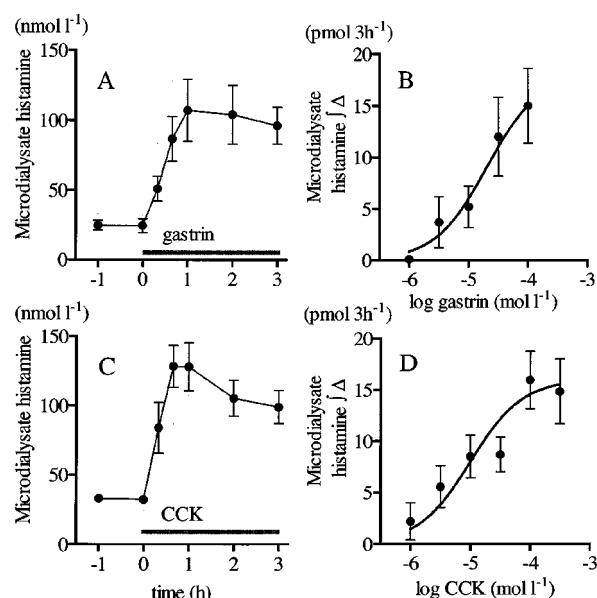 (nmol l⁻¹)
Microdialysate histamine
150
100
50
0
A
gastrin
-1 0 1 2 3
(pmol 3h⁻¹)
Microdialysate
histamine ∫ Δ
20
15
10
5
0
B
-6 -5 -4 -3
log gastrin (mol l⁻¹)
(nmol l⁻¹)
Microdialysate histamine
150
100
50
0
C
CCK
-1 0 1 2 3
time (h)
(pmol 3h⁻¹)
Microdialysate
histamine ∫ Δ
20
15
10
5
0
D
-6 -5 -4 -3
log CCK (mol l⁻¹)